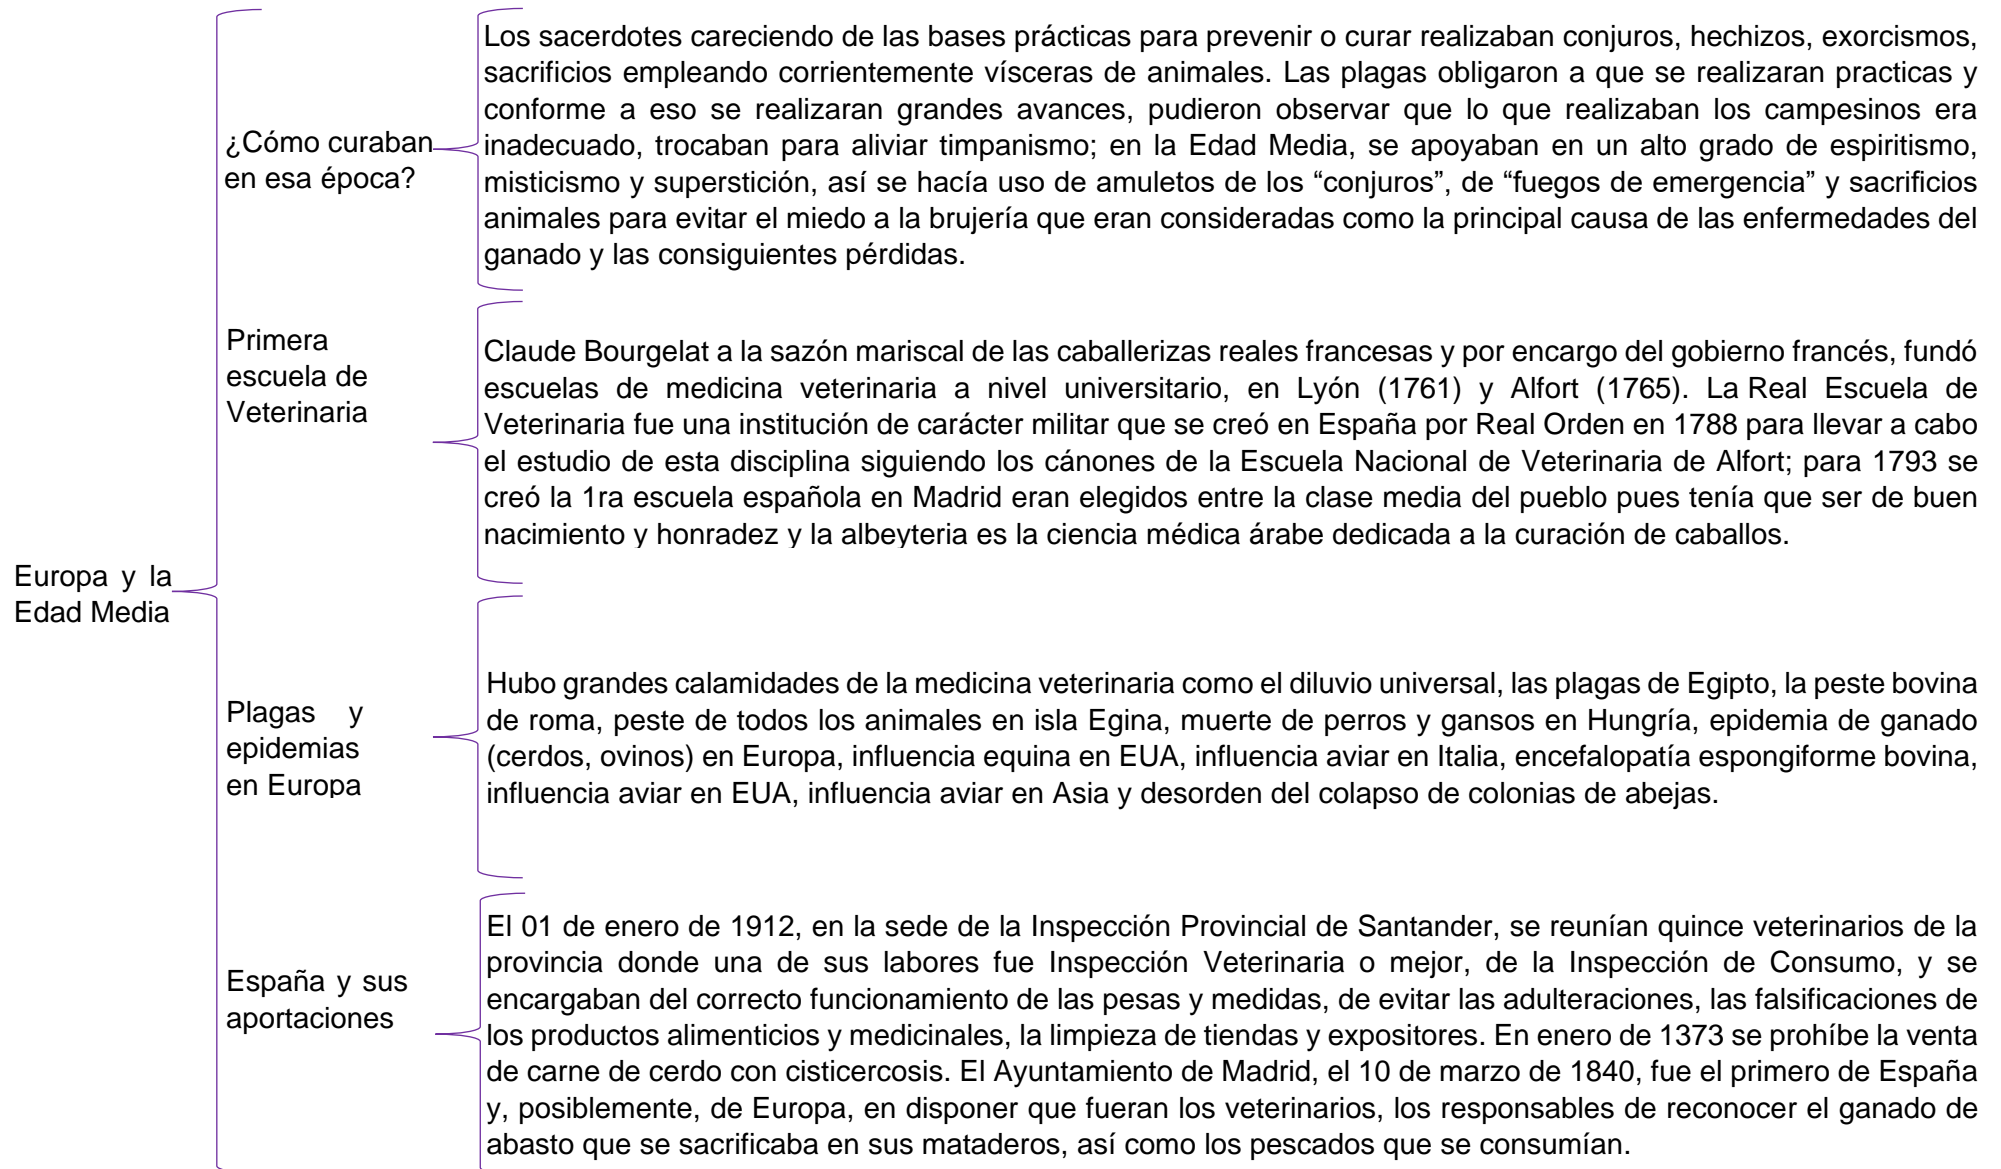 Europa y la
Edad Media
¿Cómo curaban
en esa época?
Los sacerdotes careciendo de las bases prácticas para prevenir o curar realizaban conjuros, hechizos, exorcismos,
sacrificios empleando corrientemente vísceras de animales. Las plagas obligaron a que se realizaran practicas y
conforme a eso se realizaran grandes avances, pudieron observar que lo que realizaban los campesinos era
inadecuado, trocaban para aliviar timpanismo; en la Edad Media, se apoyaban en un alto grado de espiritismo,
misticismo y superstición, así se hacía uso de amuletos de los “conjuros”, de “fuegos de emergencia” y sacrificios
animales para evitar el miedo a la brujería que eran consideradas como la principal causa de las enfermedades del
ganado y las consiguientes pérdidas.
Primera
escuela de
Veterinaria
Claude Bourgelat a la sazón mariscal de las caballerizas reales francesas y por encargo del gobierno francés, fundó
escuelas de medicina veterinaria a nivel universitario, en Lyón (1761) y Alfort (1765). La Real Escuela de
Veterinaria fue una institución de carácter militar que se creó en España por Real Orden en 1788 para llevar a cabo
el estudio de esta disciplina siguiendo los cánones de la Escuela Nacional de Veterinaria de Alfort; para 1793 se
creó la 1ra escuela española en Madrid eran elegidos entre la clase media del pueblo pues tenía que ser de buen
nacimiento y honradez y la albeyteria es la ciencia médica árabe dedicada a la curación de caballos.
Plagas y
epidemias
en Europa
Hubo grandes calamidades de la medicina veterinaria como el diluvio universal, las plagas de Egipto, la peste bovina
de roma, peste de todos los animales en isla Egina, muerte de perros y gansos en Hungría, epidemia de ganado
(cerdos, ovinos) en Europa, influencia equina en EUA, influencia aviar en Italia, encefalopatía espongiforme bovina,
influencia aviar en EUA, influencia aviar en Asia y desorden del colapso de colonias de abejas.
España y sus
aportaciones
El 01 de enero de 1912, en la sede de la Inspección Provincial de Santander, se reunían quince veterinarios de la
provincia donde una de sus labores fue Inspección Veterinaria o mejor, de la Inspección de Consumo, y se
encargaban del correcto funcionamiento de las pesas y medidas, de evitar las adulteraciones, las falsificaciones de
los productos alimenticios y medicinales, la limpieza de tiendas y expositores. En enero de 1373 se prohíbe la venta
de carne de cerdo con cisticercosis. El Ayuntamiento de Madrid, el 10 de marzo de 1840, fue el primero de España
y, posiblemente, de Europa, en disponer que fueran los veterinarios, los responsables de reconocer el ganado de
abasto que se sacrificaba en sus mataderos, así como los pescados que se consumían.